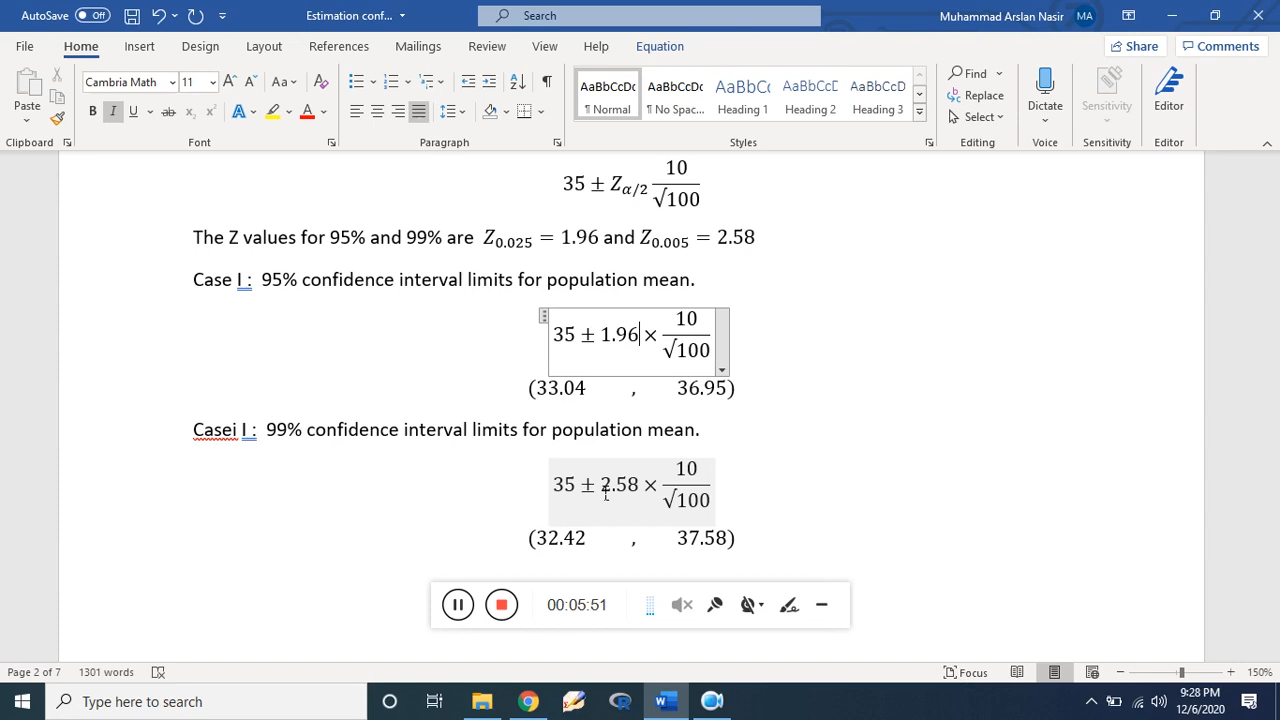 AutoSave Off Estimation conf... Search Muhammad Arslan Nasir MA
File Home Insert Design Layout References Mailings Review View Help Equation Share Comments
Cambria Math 11 A A Aa A
AaBbCcDc AaBbCcDc AaBbC AaBbCcD AaBbCcD
Paste B I U ab A A ¶ Normal ¶ No Spac... Heading 1 Heading 2 Heading 3
Find Replace Select Dictate Sensitivity Editor
Clipboard Font Paragraph Styles Editing Voice Sensitivity Editor
35 ± Zα/2 10/√100
The Z values for 95% and 99% are Z0.025 = 1.96 and Z0.005 = 2.58
Case I : 95% confidence interval limits for population mean.
35 ± 1.96 × 10/√100
(33.04 , 36.95)
Casei I : 99% confidence interval limits for population mean.
35 ± 2.58 × 10/√100
(32.42 , 37.58)
00:05:51
Page 2 of 7 1301 words Focus 150%
Type here to search 9:28 PM
12/6/2020